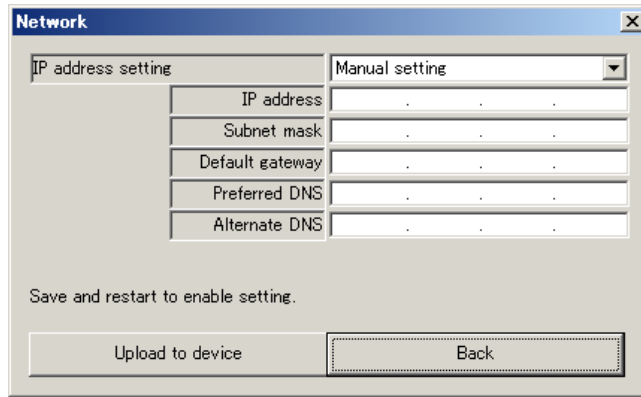 Network
IP address setting Manual setting
IP address . . .
Subnet mask . . .
Default gateway . . .
Preferred DNS . . .
Alternate DNS . . .
Save and restart to enable setting.
Upload to device Back